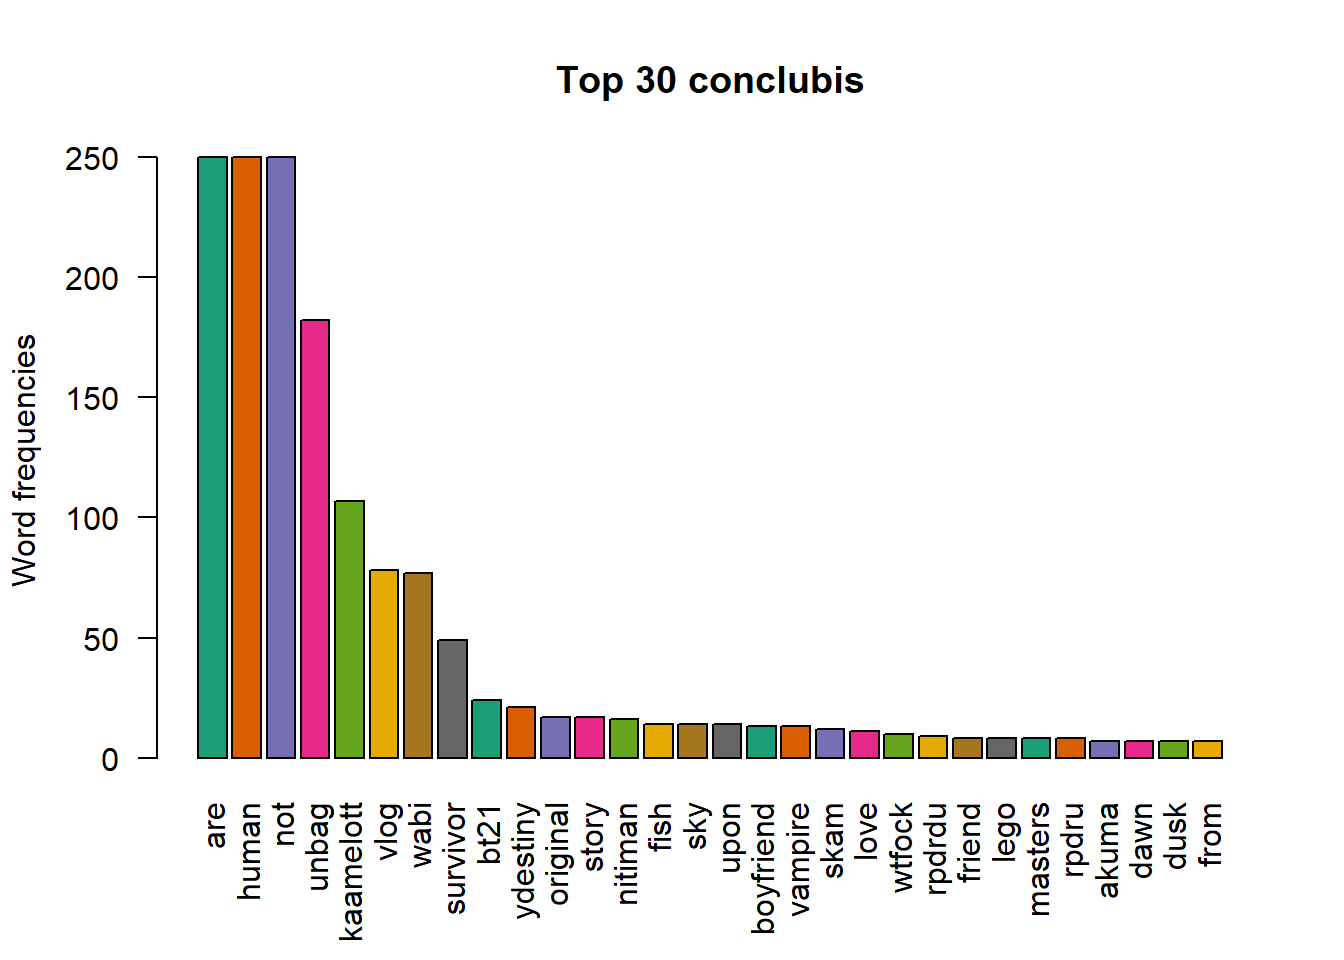 Top 30 conclubis
Word frequencies
250
200
150
100
50
0
are
human
not
unbag
kaamelott
vlog
wabi
survivor
bt21
ydestiny
original
story
nitiman
fish
sky
upon
boyfriend
vampire
skam
love
wtfock
rpdrdu
friend
lego
masters
rpdru
akuma
dawn
dusk
from